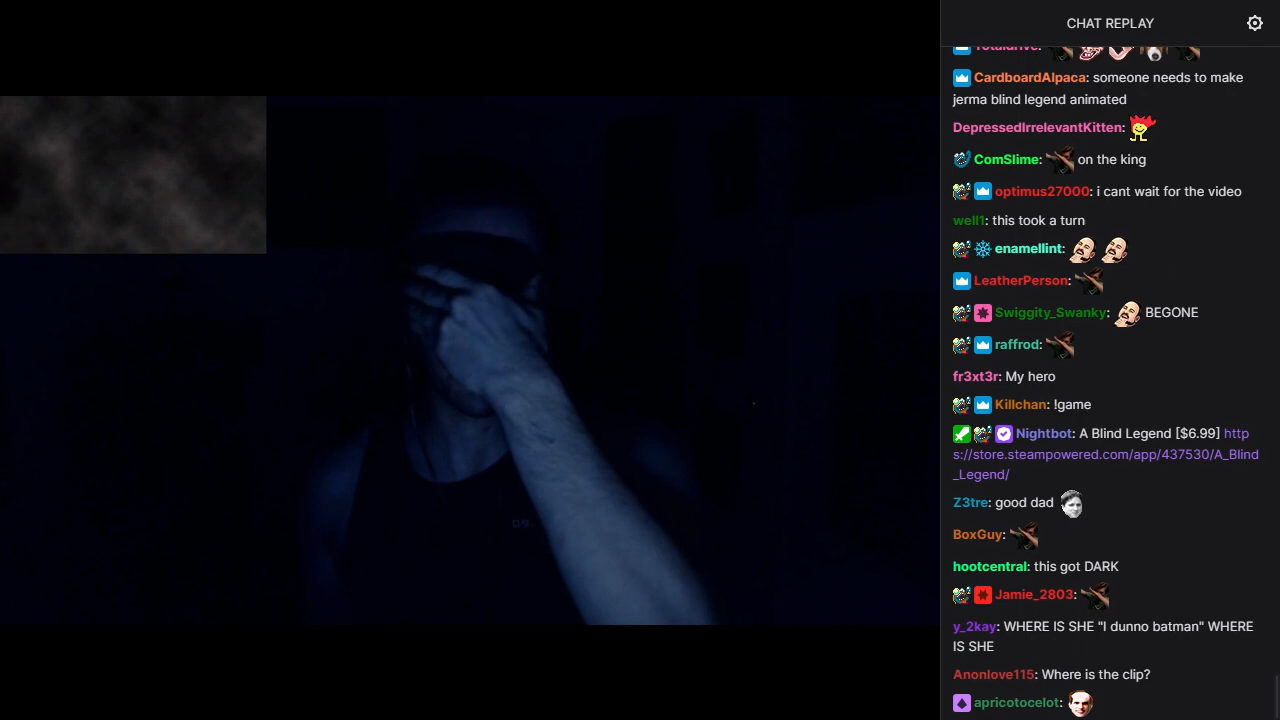 CHAT REPLAY
Totaldrive:
CardboardAlpaca: someone needs to make
jerma blind legend animated
DepressedIrrelevantKitten:
ComSlime: on the king
optimus27000: i cant wait for the video
well1: this took a turn
enamellint:
LeatherPerson:
Swiggity_Swanky: BEGONE
raffrod:
fr3xt3r: My hero
Killchan: !game
Nightbot: A Blind Legend [$6.99] http
s://store.steampowered.com/app/437530/A_Blind
_Legend/
Z3tre: good dad
BoxGuy:
hootcentral: this got DARK
Jamie_2803:
y_2kay: WHERE IS SHE "I dunno batman" WHERE
IS SHE
Anonlove115: Where is the clip?
apricotocelot: